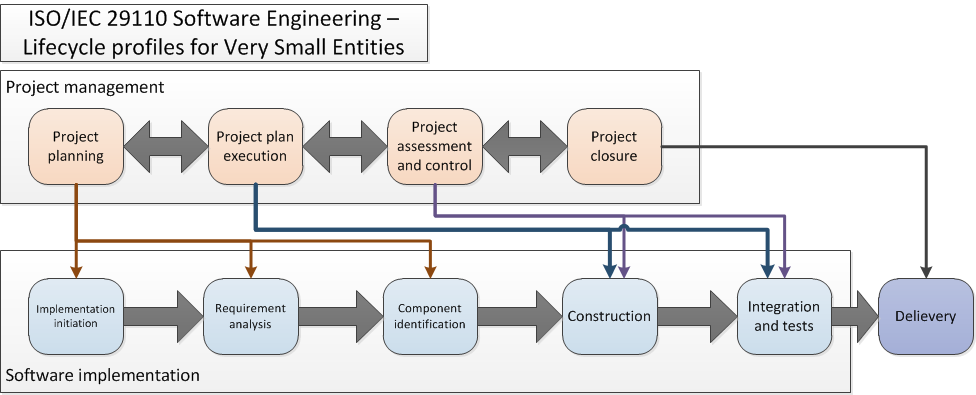 ISO/IEC 29110 Software Engineering –
Lifecycle profiles for Very Small Entities
Project management
Project
planning
Project plan
execution
Project
assessment
and control
Project
closure
Implementation
initiation
Requirement
analysis
Component
identification
Construction
Integration
and tests
Delievery
Software implementation